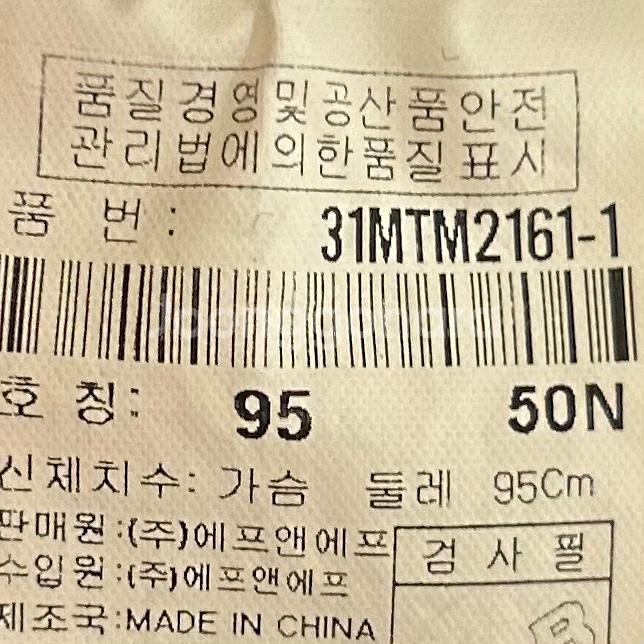 품질경영및공산품안전
관리법에의한품질표시
품 번: 31MTM2161-1
호 칭: 95 50N
신체치수: 가슴 둘레 95Cm
판매원:(주)에프앤에프
수입원:(주)에프앤에프
검 사 필
제조국:MADE IN CHINA